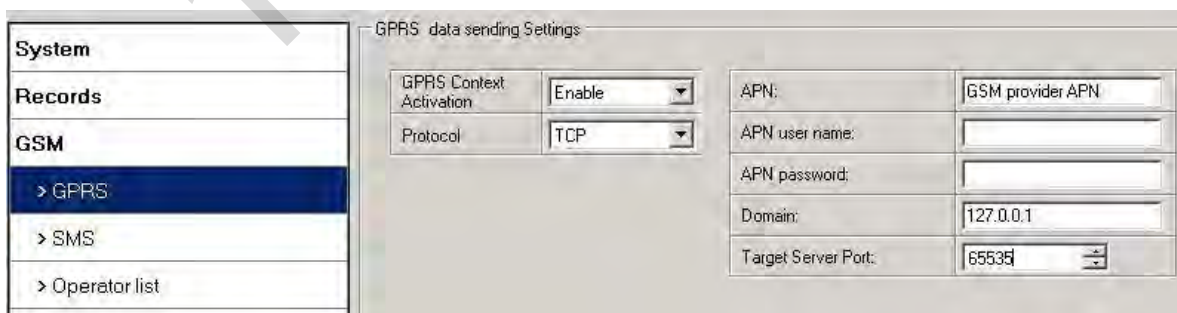 System
Records
GSM
> GPRS
> SMS
> Operator list
GPRS data sending Settings
GPRS Context
Activation
Enable
Protocol
TCP
APN:
GSM provider APN
APN user name:
APN password:
Domain:
127.0.0.1
Target Server Port:
65535